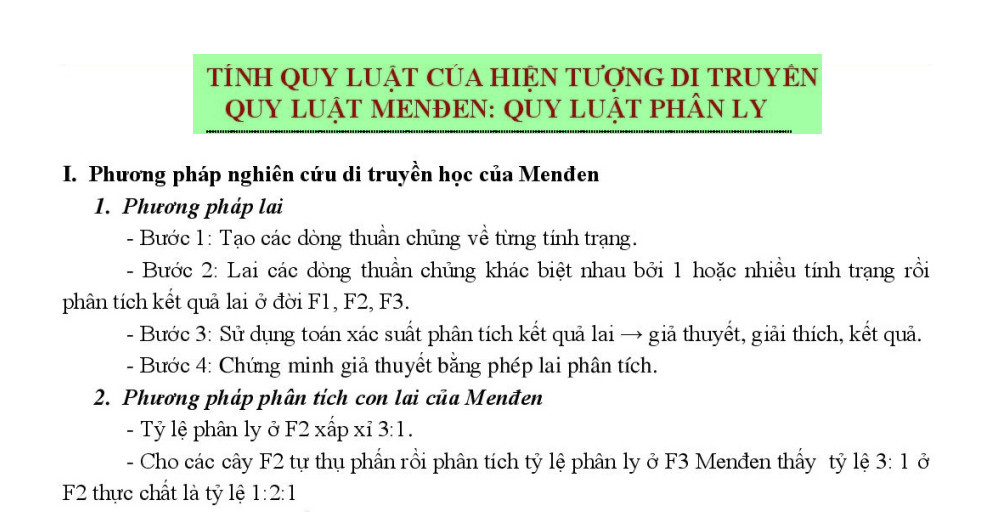 TÍNH QUY LUẬT CỦA HIỆN TƯỢNG DI TRUYỀN
QUY LUẬT MENĐEN: QUY LUẬT PHÂN LY
I. Phương pháp nghiên cứu di truyền học của Menđen
1. Phương pháp lai
- Bước 1: Tạo các dòng thuần chủng về từng tính trạng.
- Bước 2: Lai các dòng thuần chủng khác biệt nhau bởi 1 hoặc nhiều tính trạng rồi
phân tích kết quả lai ở đời F1, F2, F3.
- Bước 3: Sử dụng toán xác suất phân tích kết quả lai → giả thuyết, giải thích, kết quả.
- Bước 4: Chứng minh giả thuyết bằng phép lai phân tích.
2. Phương pháp phân tích con lai của Menđen
- Tỷ lệ phân ly ở F2 xấp xỉ 3:1.
- Cho các cây F2 tự thụ phấn rồi phân tích tỷ lệ phân ly ở F3 Menđen thấy tỷ lệ 3: 1 ở
F2 thực chất là tỷ lệ 1:2:1